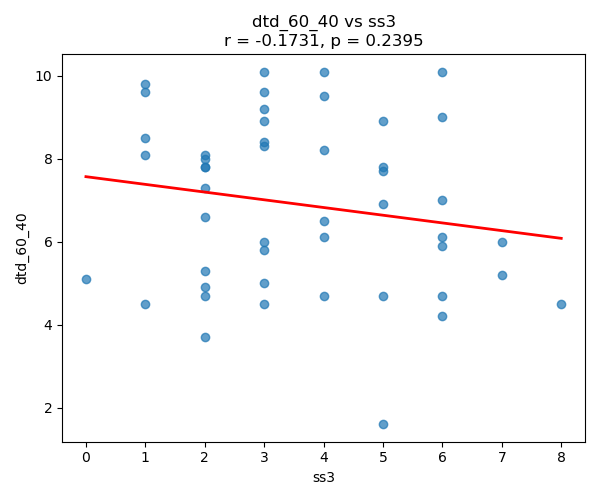 dtd_60_40 vs ss3
r = -0.1731, p = 0.2395
10
8
6
4
2
dtd_60_40
0 1 2 3 4 5 6 7 8
ss3